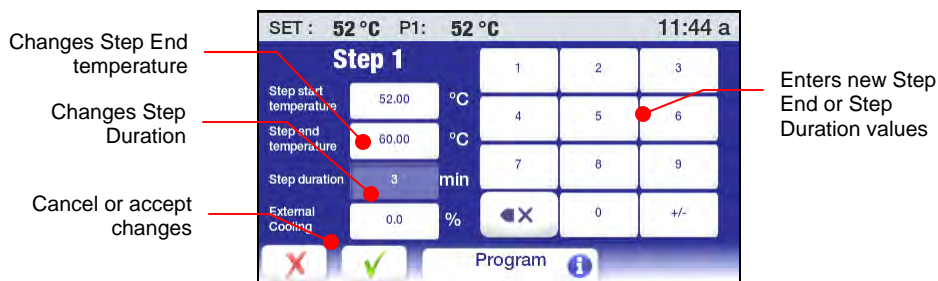 SET : 52 °C P1: 52 °C 11:44 a
Changes Step End
temperature
Changes Step
Duration
Cancel or accept
changes
Step 1
Step start
temperature
52.00 °C
Step end
temperature
60.00 °C
Step duration 3 min
External
Cooling
0.0 %
1 2 3
4 5 6
7 8 9
0 +/-
Program
Enters new Step
End or Step
Duration values